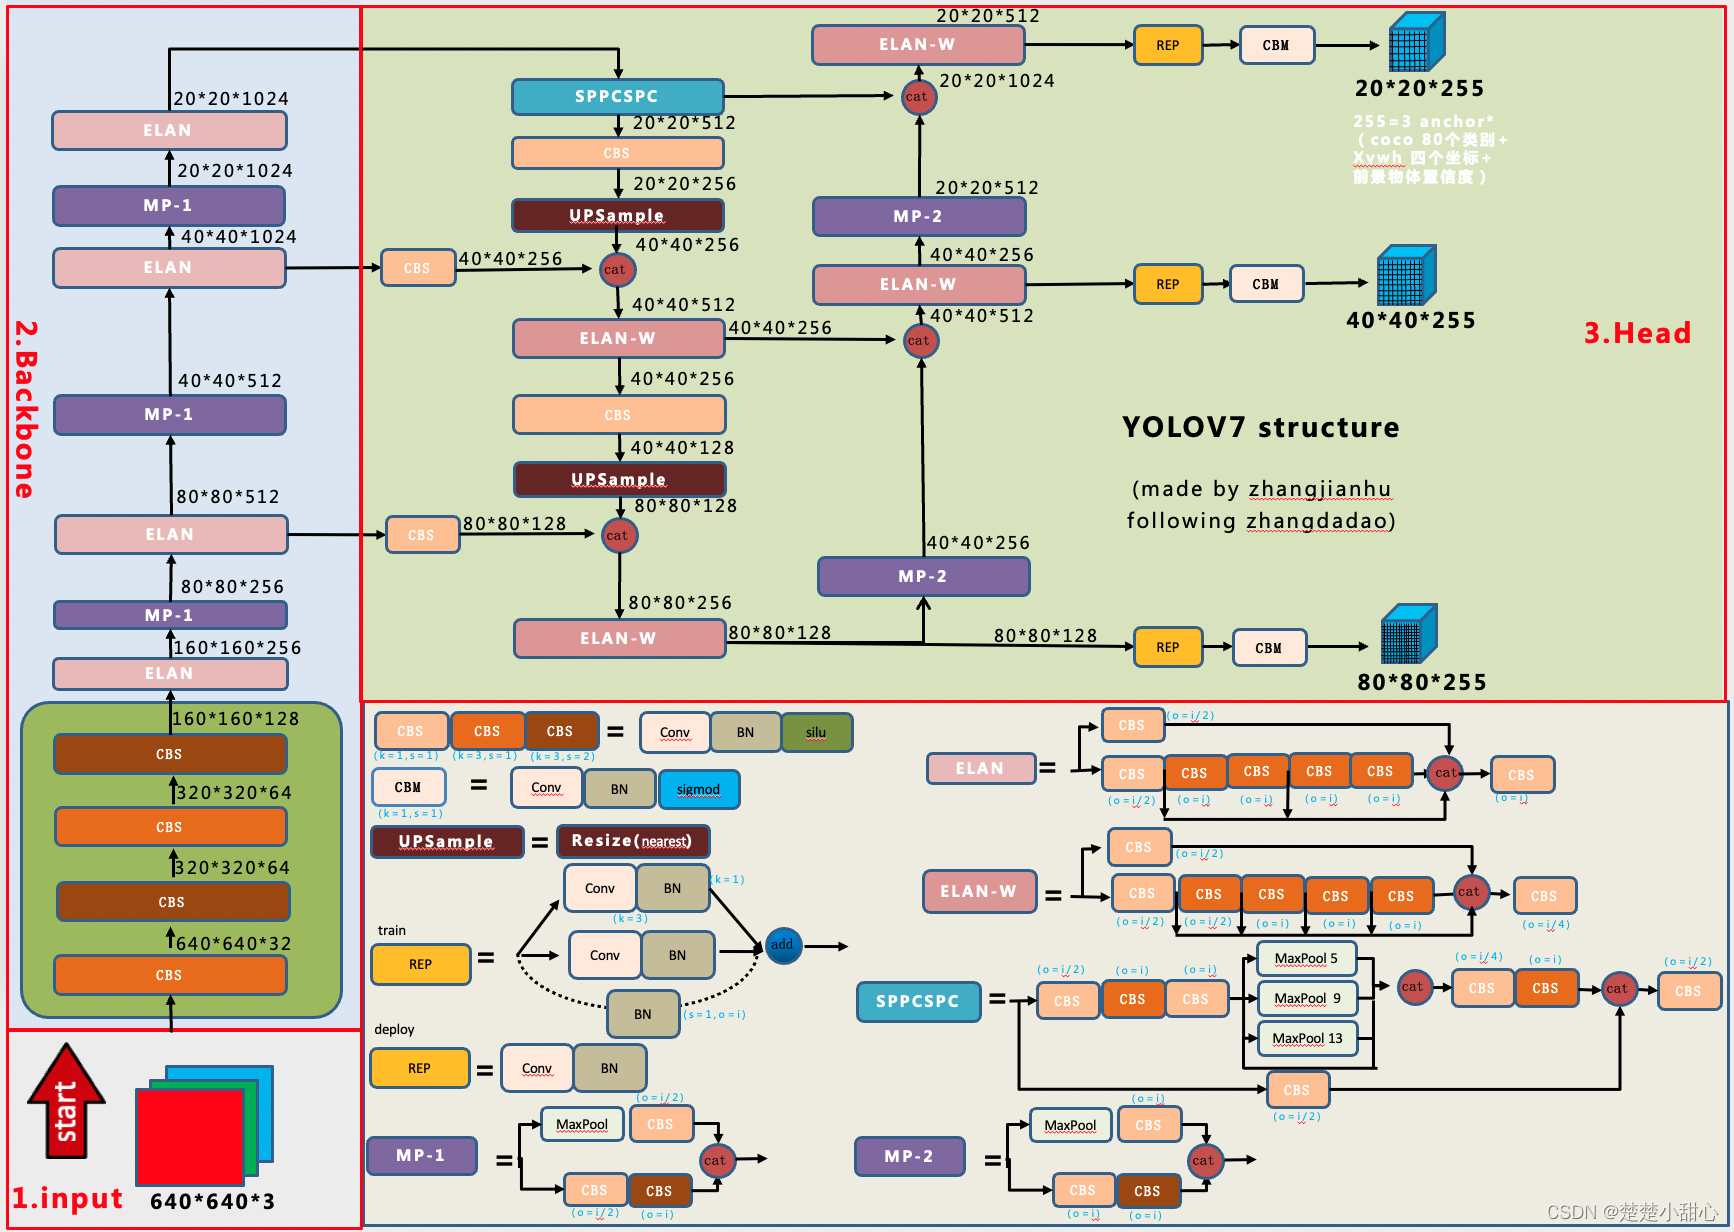 2.Backbone
20*20*1024
ELAN
20*20*1024
MP-1
40*40*1024
ELAN
40*40*512
MP-1
80*80*512
ELAN
80*80*256
MP-1
160*160*256
ELAN
160*160*128
CBS
320*320*64
CBS
320*320*64
CBS
640*640*32
CBS
start
1.input
640*640*3
SPPCSPC
20*20*512
CBS
20*20*256
UPSample
40*40*256
CBS
40*40*256
cat
40*40*512
ELAN-W
40*40*256
40*40*256
CBS
40*40*128
UPSample
80*80*128
CBS
80*80*128
cat
80*80*256
ELAN-W
80*80*128
80*80*128
20*20*512
ELAN-W
cat
20*20*1024
20*20*512
MP-2
40*40*256
ELAN-W
40*40*512
cat
40*40*256
MP-2
REP
CBM
20*20*255
255=3 anchor*
（coco 80个类别+
Xywh 四个坐标+
前景物体置信度）
REP
CBM
40*40*255
3.Head
YOLOV7 structure
(made by zhangjianhu
following zhangdadao)
REP
CBM
80*80*255
CBS CBS CBS = Conv BN silu
(k=1,s=1) (k=3,s=1) (k=3,s=2)
CBM = Conv BN sigmod
(k=1,s=1)
UPSample = Resize(nearest)
Conv BN (k=1)
(k=3)
train
REP = Conv BN add
BN (s=1,o=i)
deploy
REP = Conv BN
(o=i/2)
MaxPool CBS
MP-1 = cat
CBS CBS
(o=i/2) (o=i)
CBS (o=i/2)
ELAN = CBS CBS CBS CBS CBS cat CBS
(o=i/2) (o=i) (o=i) (o=i) (o=i) (o=i)
CBS (o=i/2)
ELAN-W = CBS CBS CBS CBS CBS cat CBS
(o=i/2) (o=i/2) (o=i) (o=i) (o=i) (o=i/4)
(o=i/2) (o=i) (o=i) MaxPool 5 (o=i/4) (o=i) (o=i/2)
SPPCSPC = CBS CBS CBS MaxPool 9 cat CBS CBS cat CBS
MaxPool 13
CBS
(o=i/2)
(o=i)
MaxPool CBS
MP-2 = cat
CBS CBS
(o=i) (o=i)
CSDN @楚楚小甜心